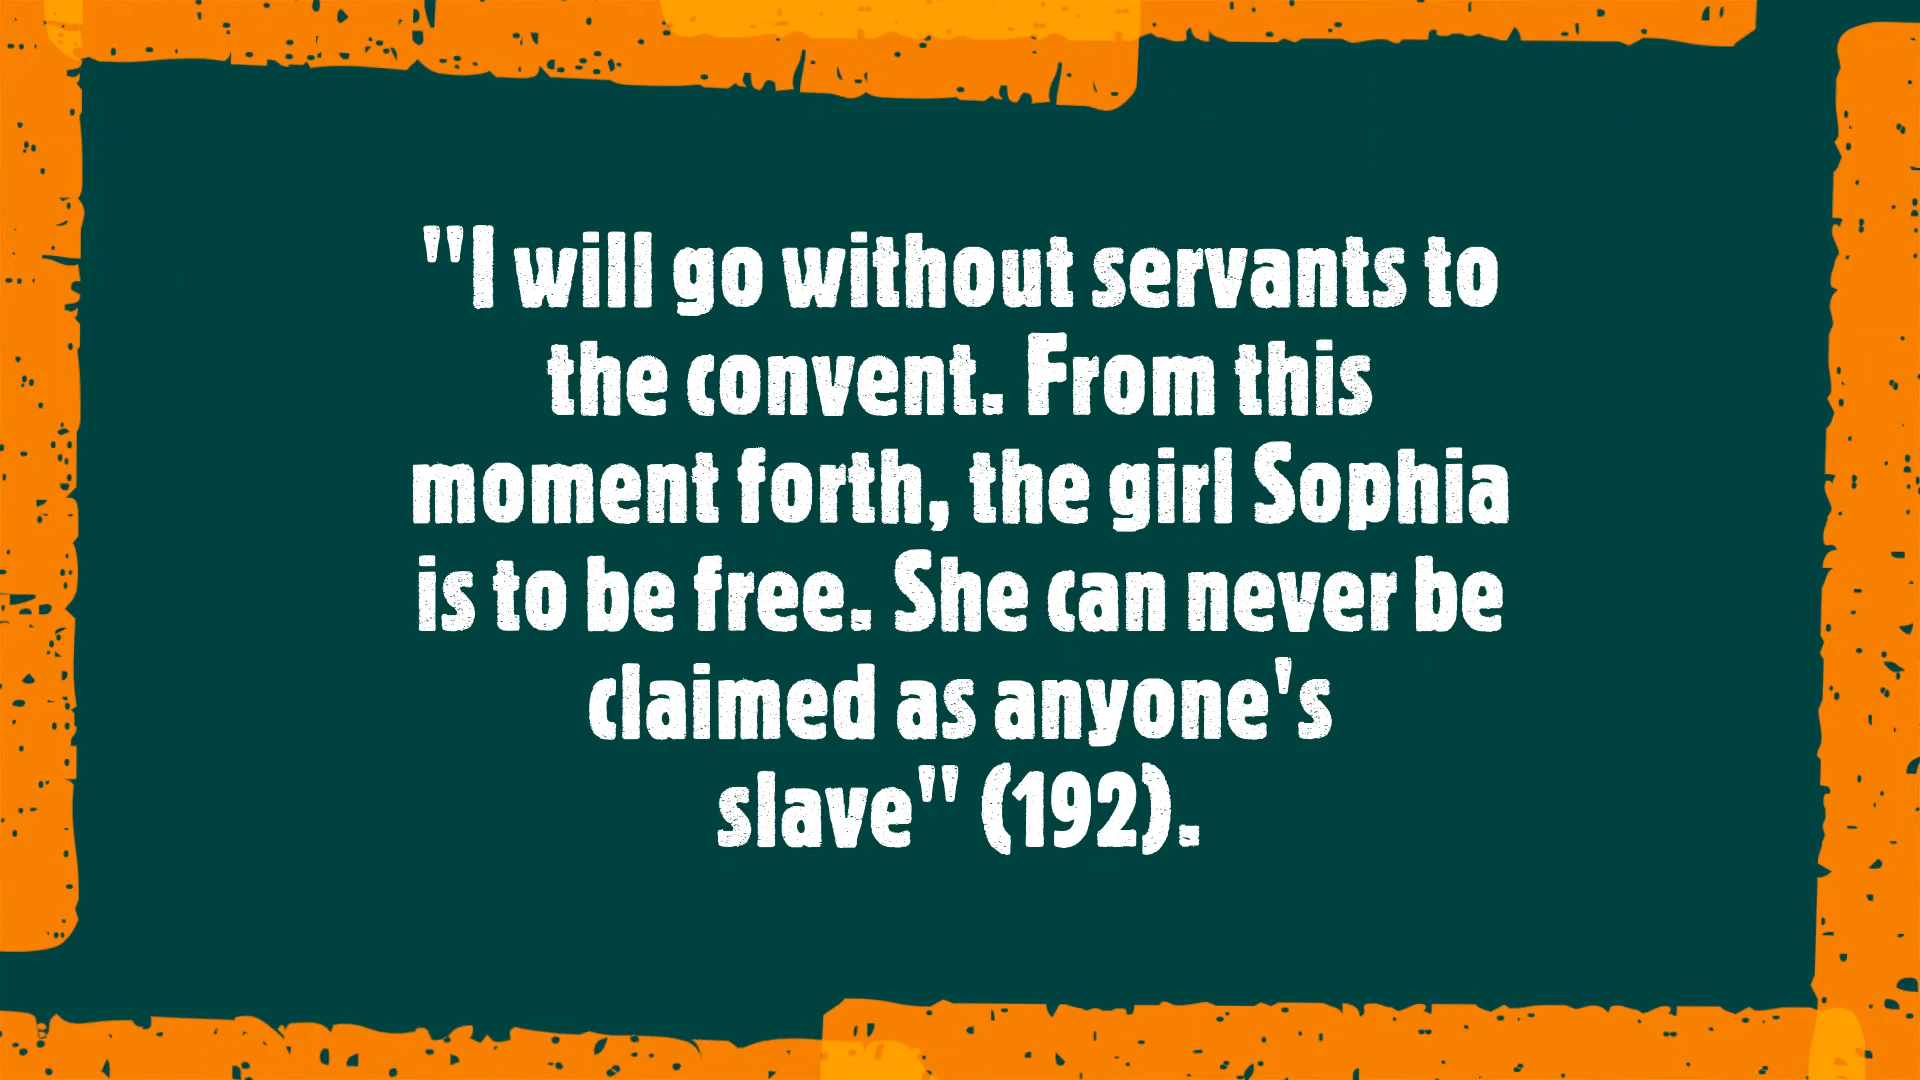 "I will go without servants to
the convent. From this
moment forth, the girl Sophia
is to be free. She can never be
claimed as anyone's
slave" (192).